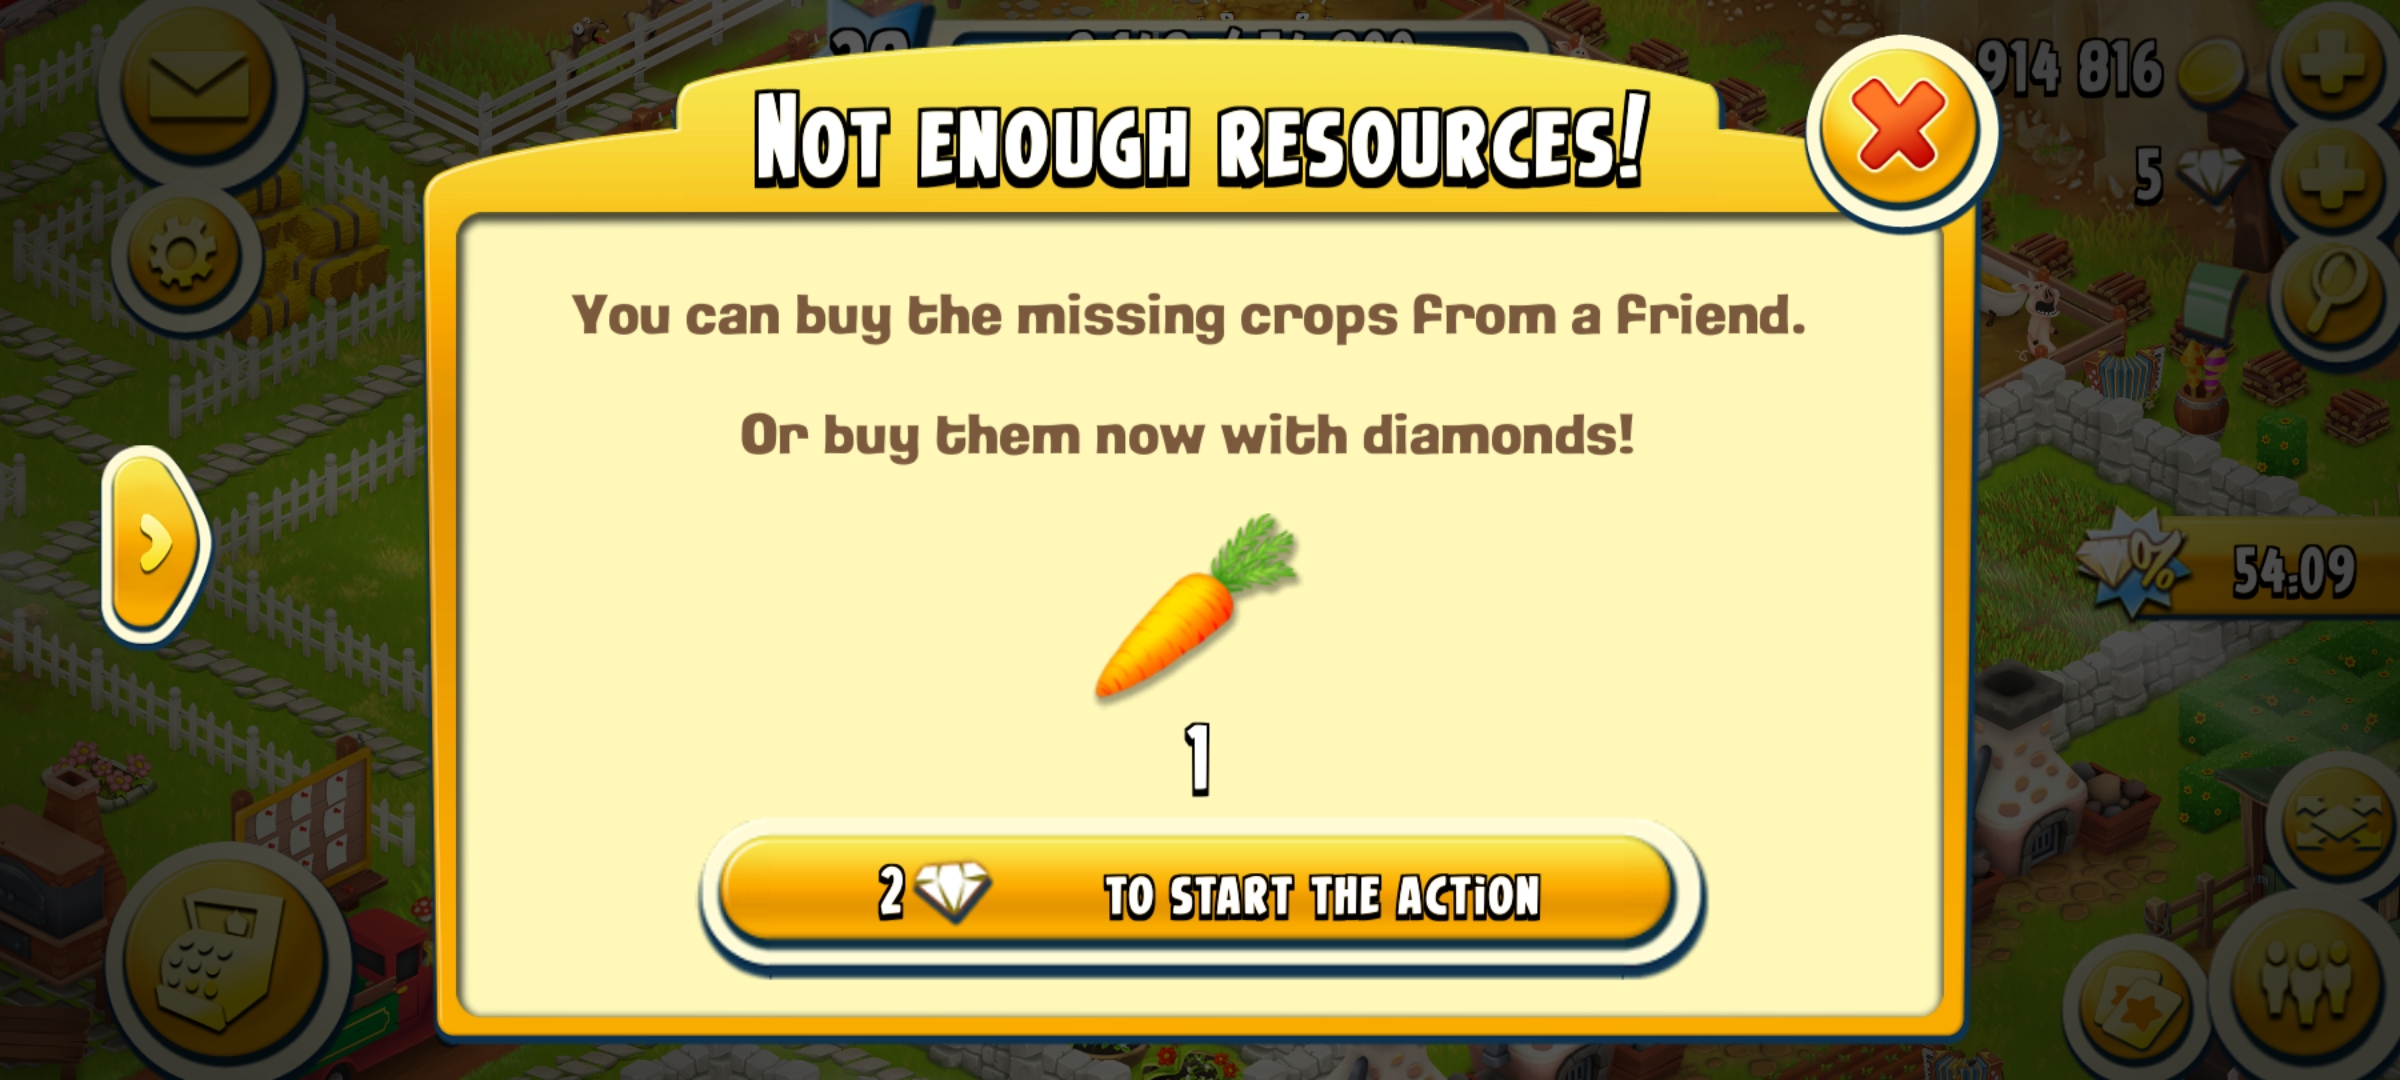 914 816
5
NOT ENOUGH RESOURCES!
You can buy the missing crops from a friend.
Or buy them now with diamonds!
%
54:09
1
2 TO START THE ACTION